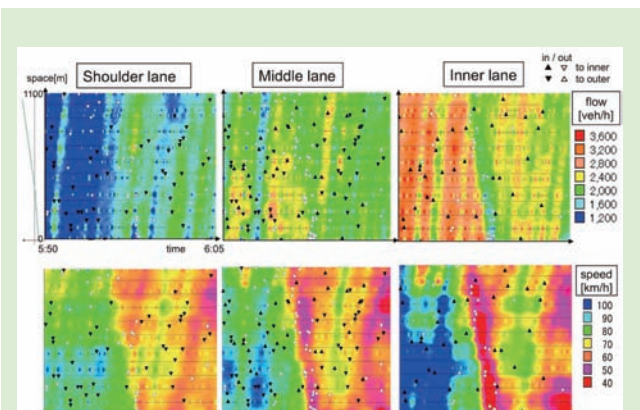 in / out
▲ ▽ to inner
▼ △ to outer
space[m]
Shoulder lane
Middle lane
Inner lane
1100
flow
[veh/h]
3,600
3,200
2,800
2,400
2,000
1,600
1,200
0
5:50
time
6:05
speed
[km/h]
100
90
80
70
60
50
40